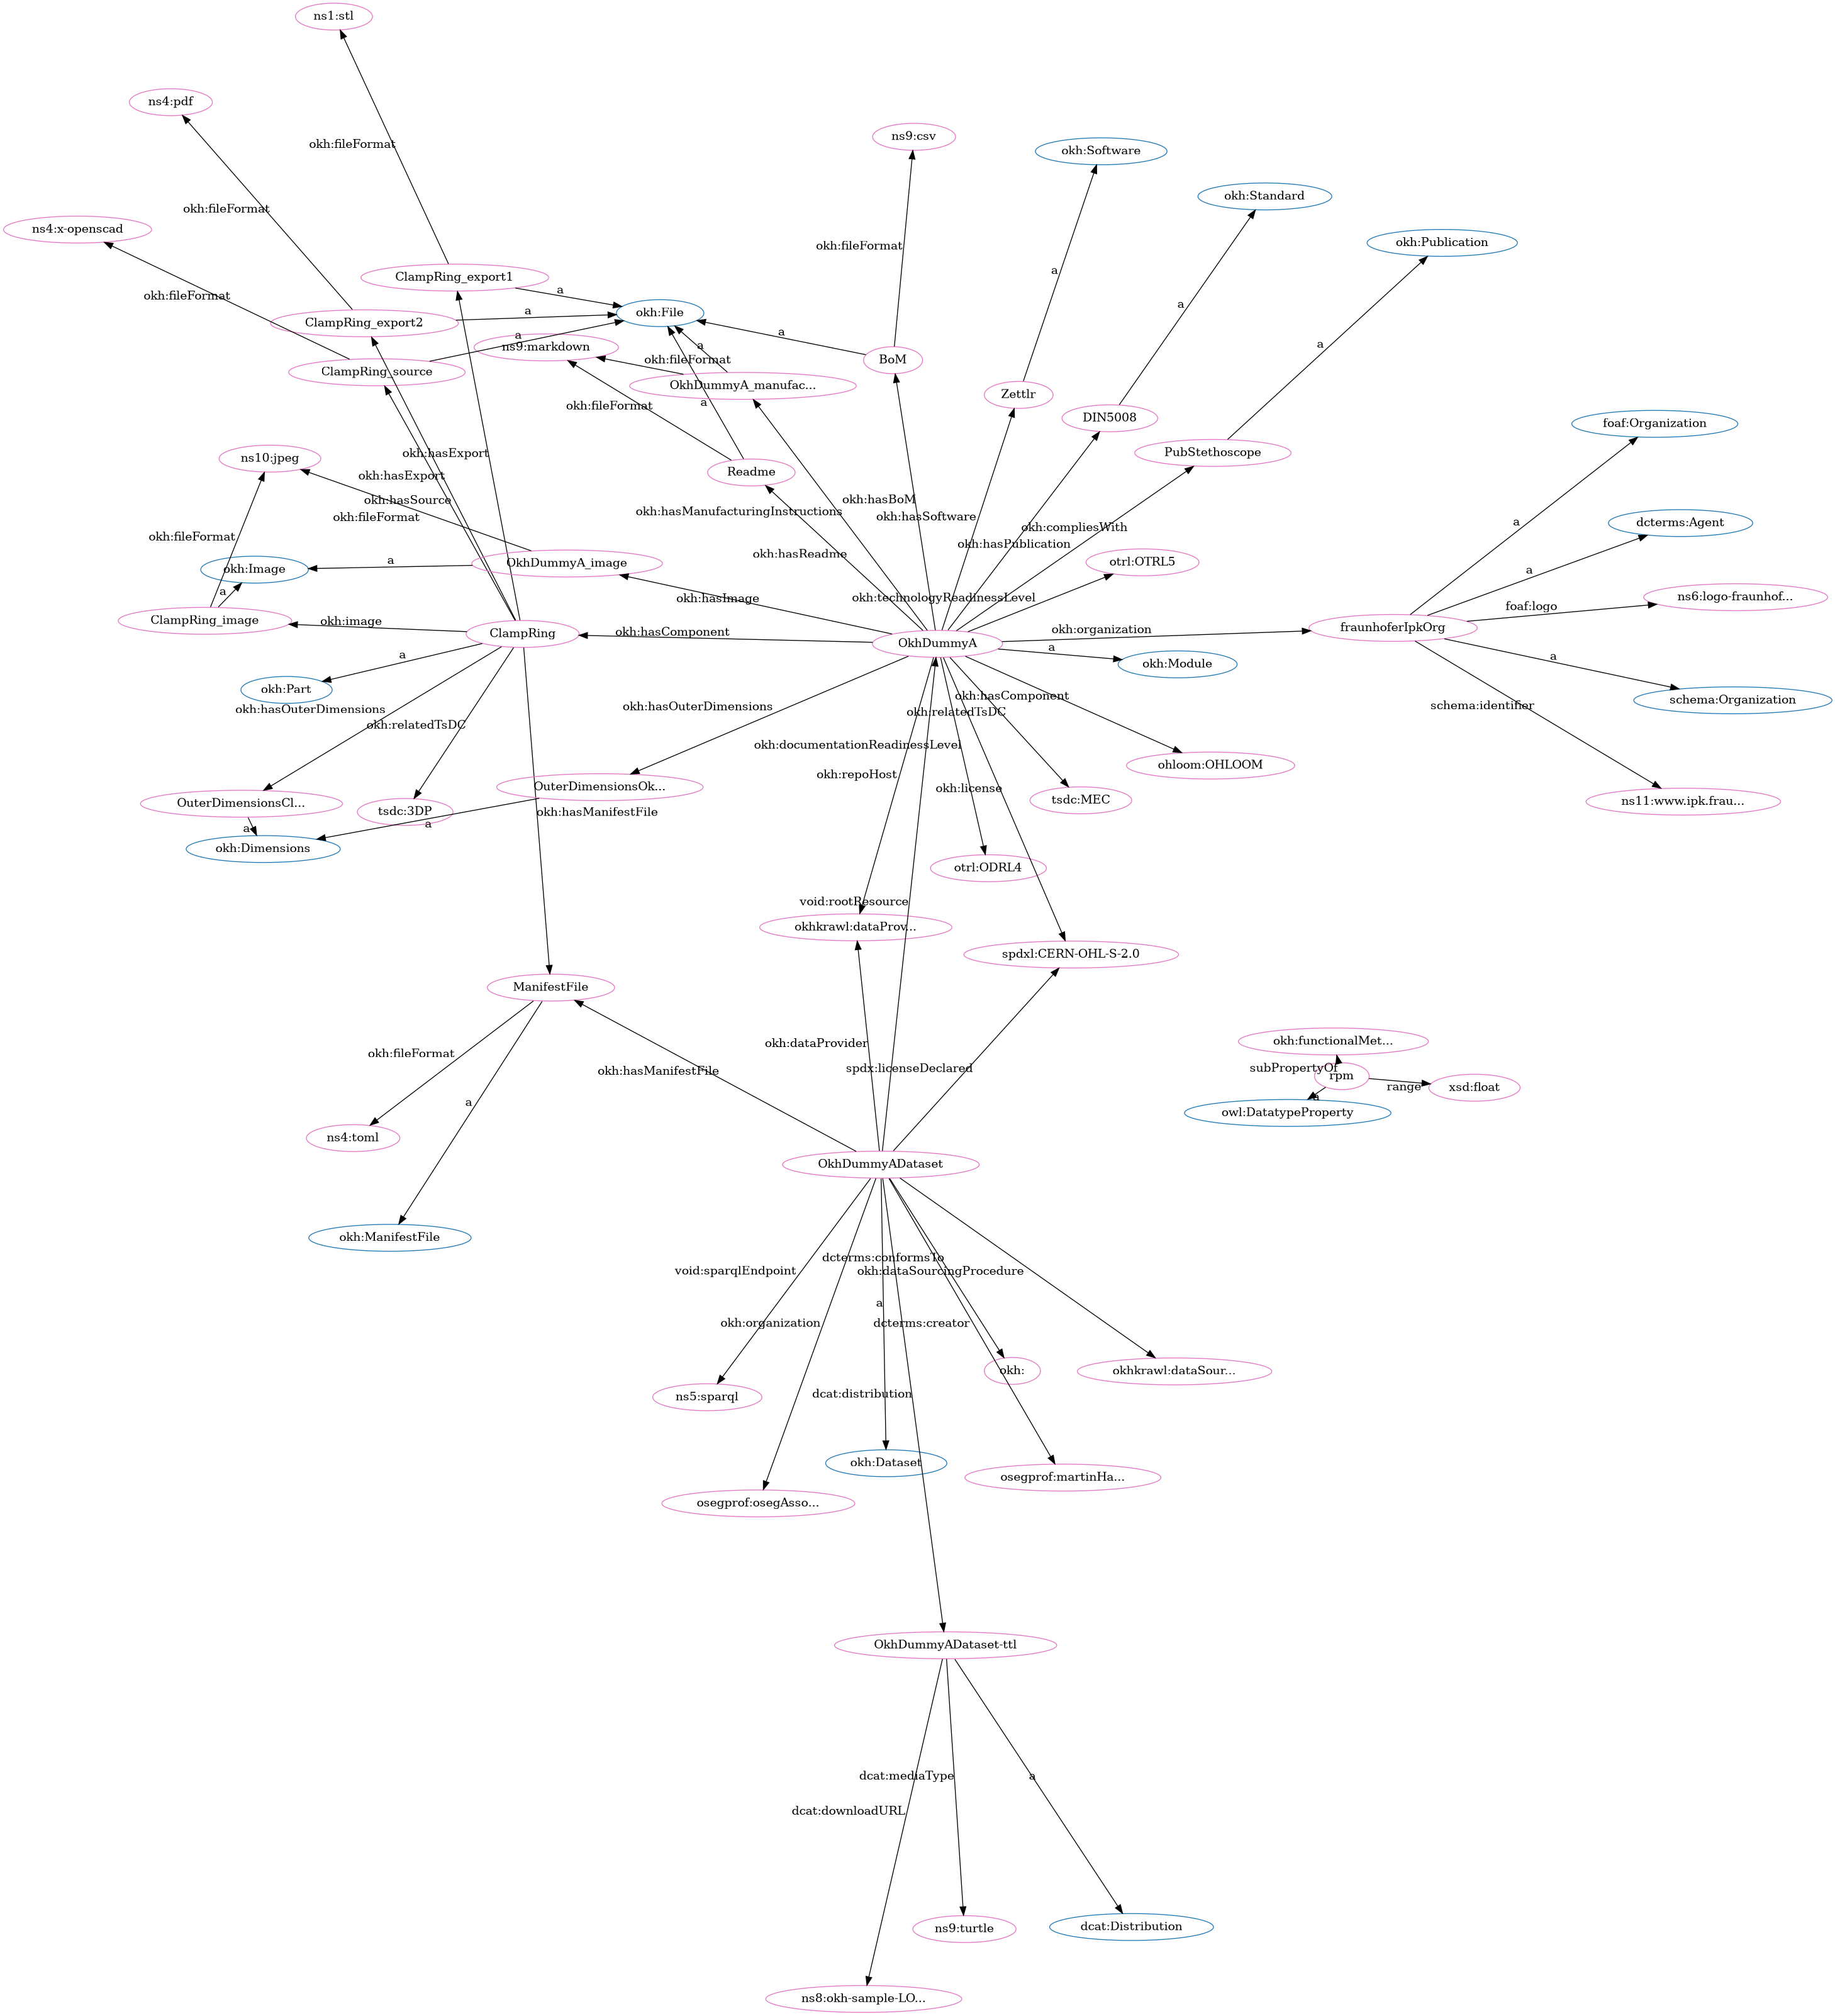 ns1:stl
ns4:pdf
ns9:csv
okh:fileFormat
okh:Software
okh:Standard
okh:fileFormat
ns4:x-openscad
okh:Publication
okh:fileFormat
a
ClampRing_export1
a
okh:fileFormat
a
okh:File
a
ClampRing_export2
a
a
a
ns9:markdown
a
okh:fileFormat
BoM
ClampRing_source
OkhDummyA_manufac...
Zettlr
okh:fileFormat
a
DIN5008
foaf:Organization
okh:hasExport
PubStethoscope
ns10:jpeg
okh:hasExport
Readme
okh:hasSource
okh:hasBoM
okh:fileFormat
okh:hasManufacturingInstructions
okh:hasSoftware
a
dcterms:Agent
okh:compliesWith
okh:fileFormat
okh:hasPublication
okh:hasReadme
a
OkhDummyA_image
otrl:OTRL5
okh:Image
a
a
okh:hasImage
okh:technologyReadinessLevel
ns6:logo-fraunhof...
foaf:logo
ClampRing_image
okh:image
ClampRing
okh:hasComponent
OkhDummyA
okh:organization
fraunhoferIpkOrg
a
a
a
okh:Module
okh:Part
okh:hasComponent
schema:Organization
okh:hasOuterDimensions
okh:hasOuterDimensions
okh:relatedTsDC
schema:identifier
okh:relatedTsDC
okh:documentationReadinessLevel
ohloom:OHLOOM
okh:repoHost
OuterDimensionsOk...
okh:license
OuterDimensionsCl...
tsdc:MEC
ns11:www.ipk.frau...
tsdc:3DP
okh:hasManifestFile
a
a
okh:Dimensions
otrl:ODRL4
void:rootResource
okhkrawl:dataProv...
spdxl:CERN-OHL-S-2.0
ManifestFile
okh:dataProvider
okh:functionalMet...
okh:fileFormat
okh:hasManifestFile
spdx:licenseDeclared
subPropertyOf
rpm
range
xsd:float
a
a
owl:DatatypeProperty
ns4:toml
OkhDummyADataset
okh:ManifestFile
dcterms:conformsTo
void:sparqlEndpoint
okh:dataSourcingProcedure
a
okh:organization
dcterms:creator
okh:
okhkrawl:dataSour...
ns5:sparql
dcat:distribution
okh:Dataset
osegprof:martinHa...
osegprof:osegAsso...
OkhDummyADataset-ttl
dcat:mediaType
a
dcat:downloadURL
ns9:turtle
dcat:Distribution
ns8:okh-sample-LO...